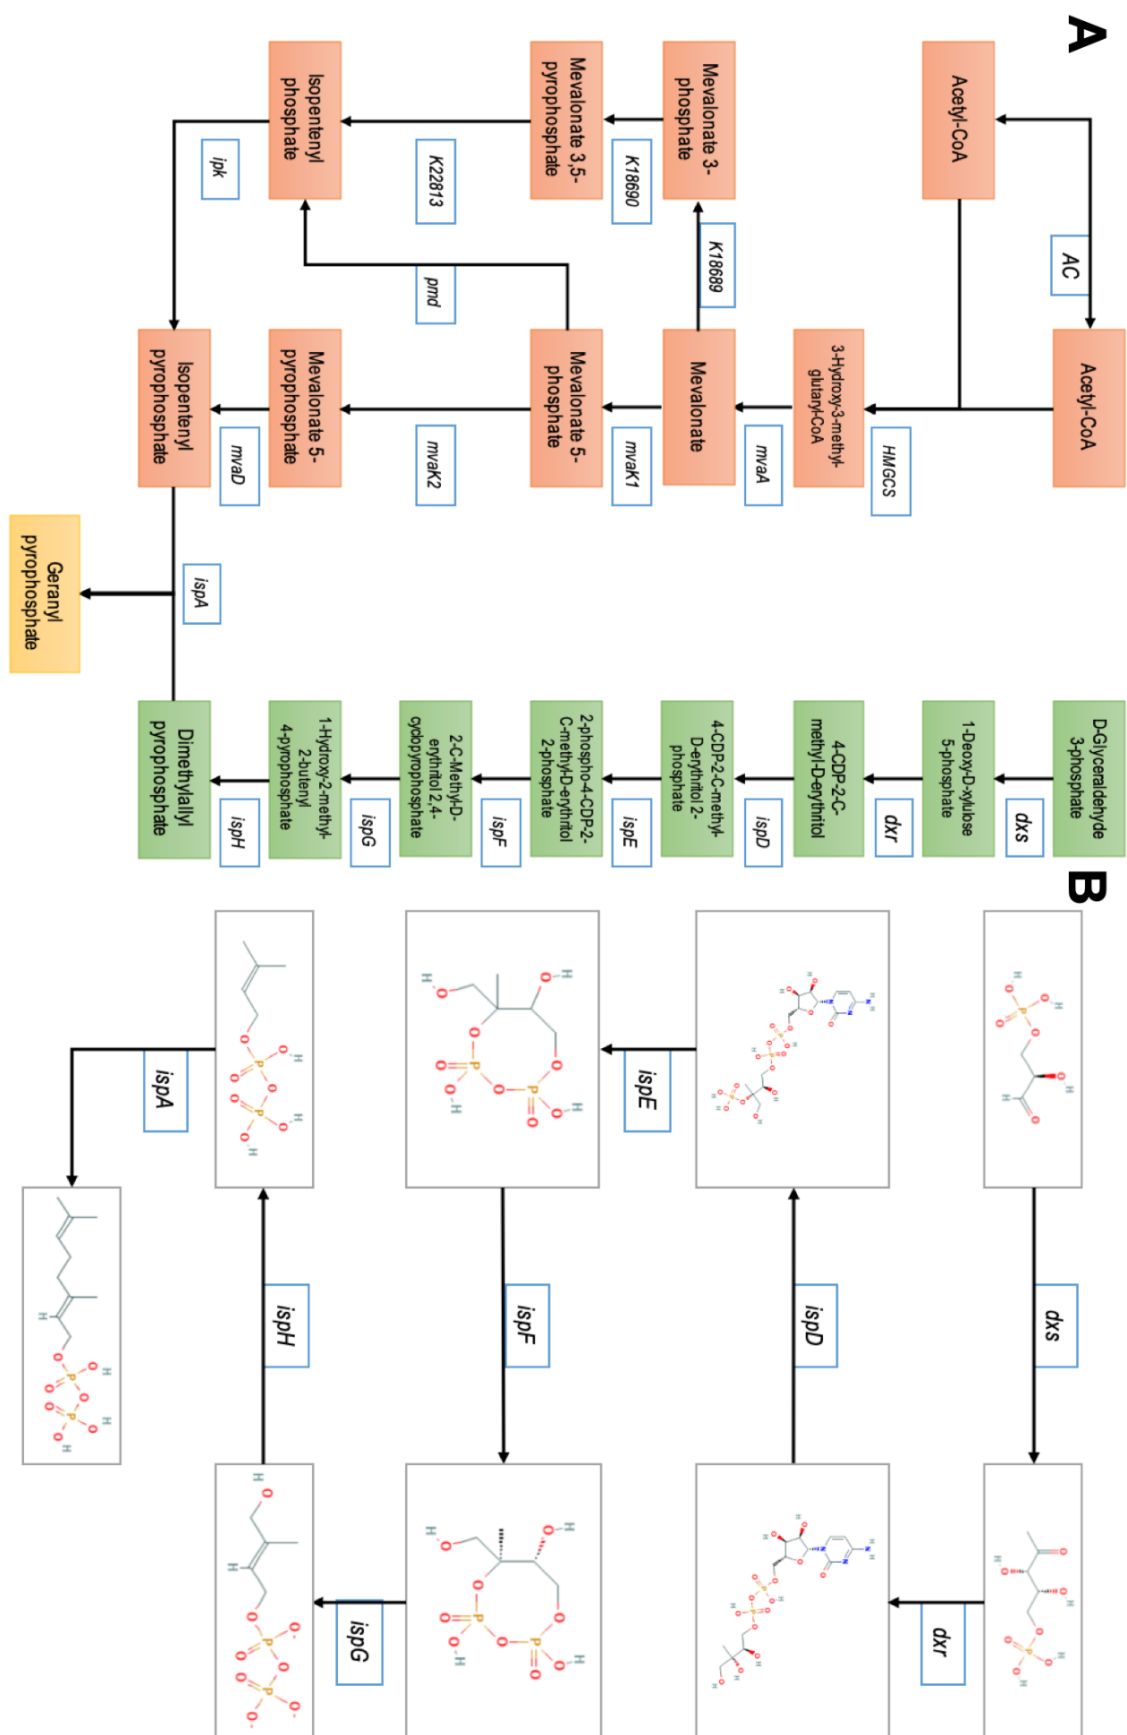 A
Acetyl-CoA
AC
Acetyl-CoA
HMGCS
3-Hydroxy-3-methyl-
glutaryl-CoA
mvaA
Mevalonate
K18689
Mevalonate 3-
phosphate
K18690
Mevalonate 3,5-
pyrophosphate
K22813
Isopentenyl
phosphate
ipk
mvaK1
Mevalonate 5-
phosphate
pmd
mvaK2
Mevalonate 5-
pyrophosphate
mvaD
Isopentenyl
pyrophosphate
ispA
Geranyl
pyrophosphate
D-Glyceraldehyde
3-phosphate
dxs
1-Deoxy-D-xylulose
5-phosphate
dxr
4-CDP-2-C-
methyl-D-erythritol
ispD
4-CDP-2-C-methyl-
D-erythritol 2-
phosphate
ispE
2-phospho-4-CDP-2-
C-methyl-D-erythritol
2-phosphate
ispF
2-C-Methyl-D-
erythritol 2,4-
cyclopyrophosphate
ispG
1-Hydroxy-2-methyl-
2-butenyl
4-pyrophosphate
ispH
Dimethylallyl
pyrophosphate
B
dxs
dxr
ispD
ispE
ispF
ispG
ispH
ispA